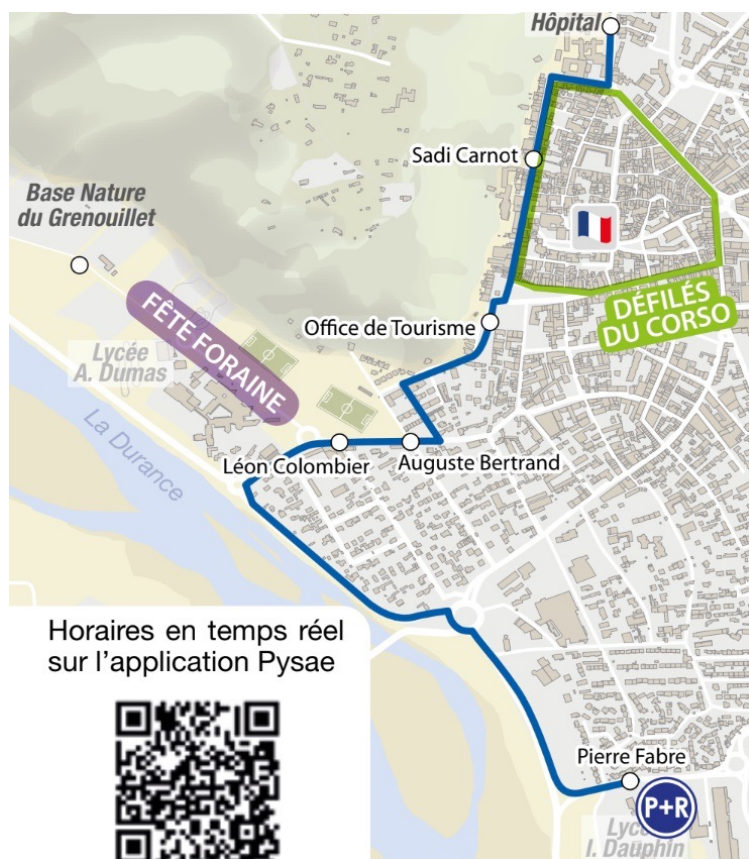 Hôpital
Sadi Carnot
Base Nature
du Grenouillet
FÊTE FORAINE
Office de Tourisme
DÉFILÉS
DU CORSO
Lycée
A. Dumas
La Durance
Léon Colombier
Auguste Bertrand
Horaires en temps réel
sur l'application Pysae
Pierre Fabre
P+R
I. Dauphin